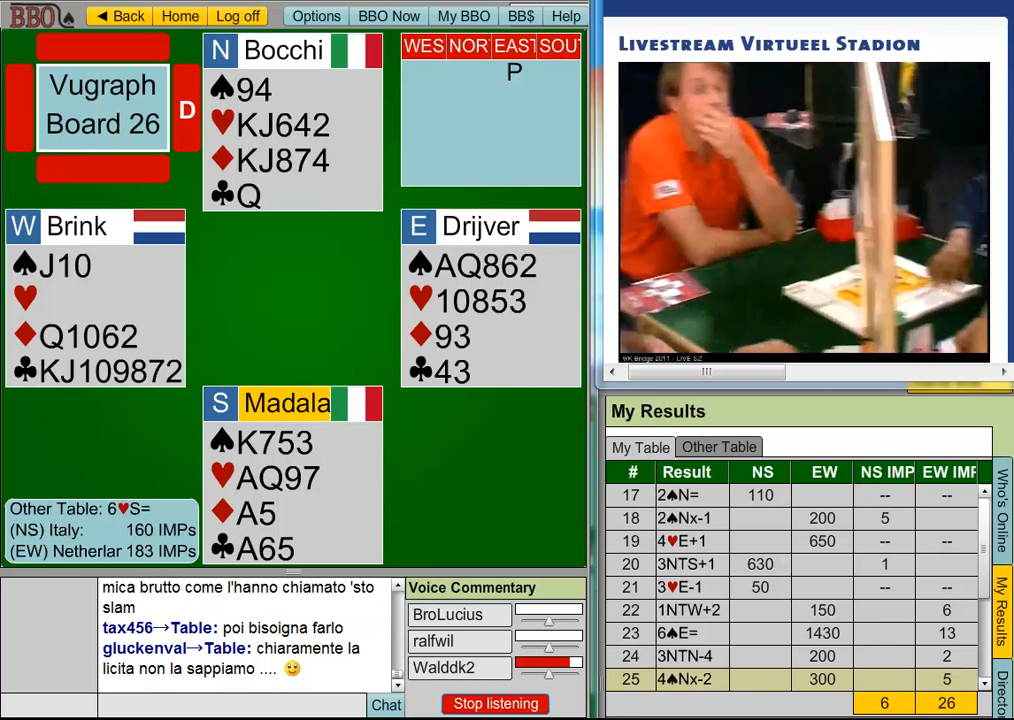 BBO
◄ Back Home Log off Options BBO Now My BBO BB$ Help
Vugraph
Board 26
D
N Bocchi
♠94
♥KJ642
♦KJ874
♣Q
WES NOR EAST SOU
P
W Brink
♠J10
♥
♦Q1062
♣KJ109872
E Drijver
♠AQ862
♥10853
♦93
♣43
S Madala
♠K753
♥AQ97
♦A5
♣A65
Other Table: 6♥S=
(NS) Italy: 160 IMPs
(EW) Netherlar 183 IMPs
mica brutto come l'hanno chiamato 'sto
slam
tax456→Table: poi bisoigna farlo
gluckenval→Table: chiaramente la
licita non la sappiamo ....
Chat
Voice Commentary
BroLucius
ralfwil
Walddk2
Stop listening
Livestream Virtueel Stadion
WK Bridge 2011 - LIVE SZ
My Results
My Table Other Table
# Result NS EW NS IMP EW IMF
17 2♠N= 110 -- --
18 2♠Nx-1 200 5
19 4♥E+1 650 -- --
20 3NTS+1 630 1
21 3♥E-1 50 -- --
22 1NTW+2 150 6
23 6♠E= 1430 13
24 3NTN-4 200 2
25 4♠Nx-2 300 5
6 26
Who's Online
My Results
Director